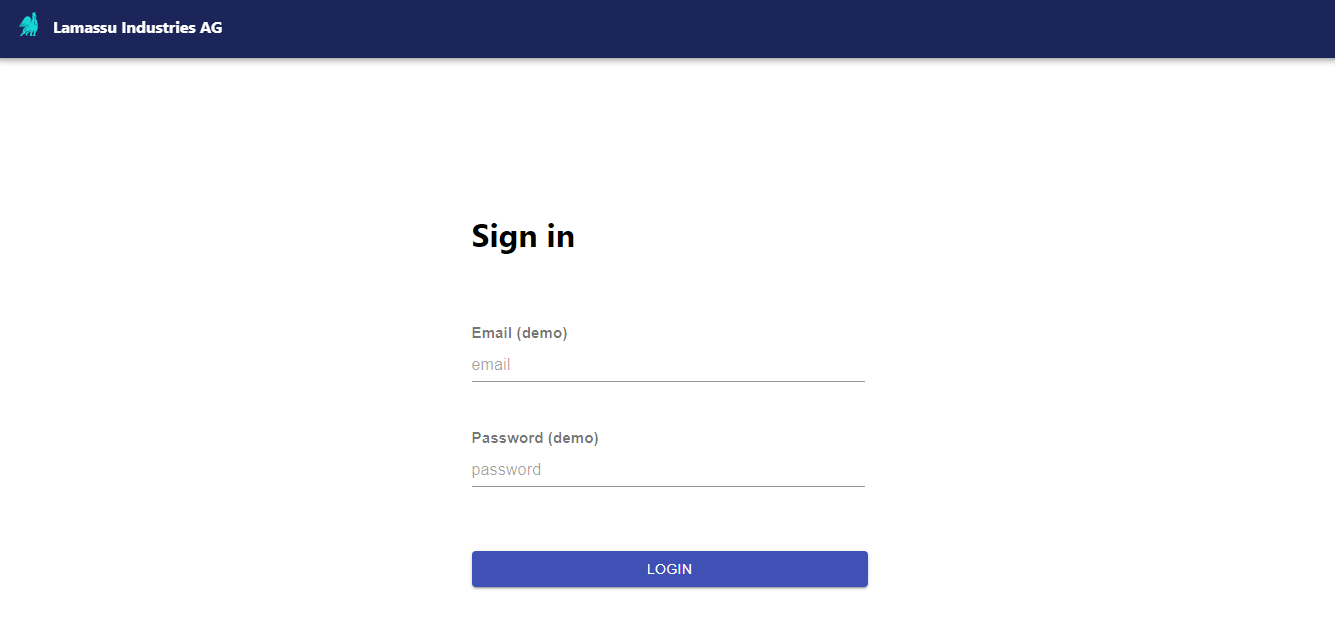 Lamassu Industries AG
Sign in
Email (demo)
email
Password (demo)
password
LOGIN